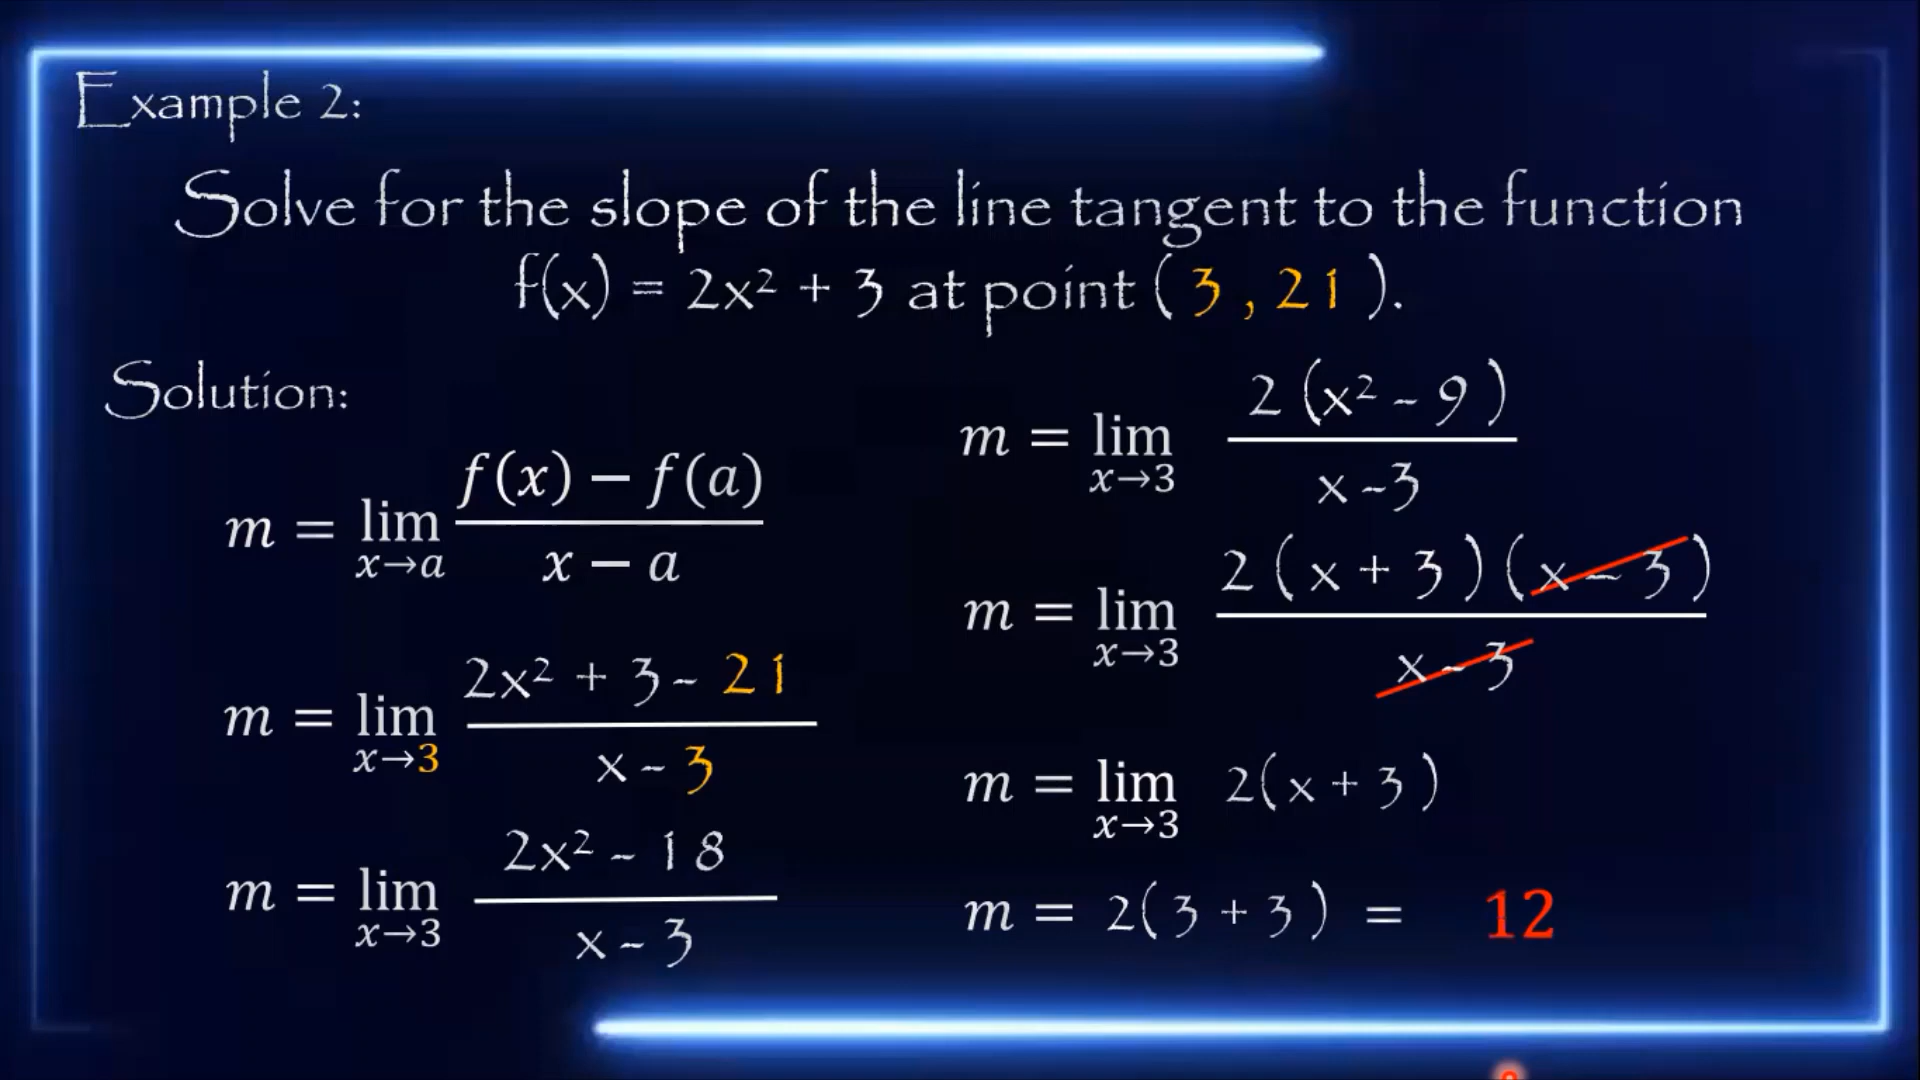 Example 2:
Solve for the slope of the line tangent to the function
f(x) = 2x² + 3 at point ( 3 , 21 ).
Solution:
m = lim x→a (f(x) − f(a)) / (x − a)
m = lim x→3 (2x² + 3 - 21) / (x - 3)
m = lim x→3 (2x² - 18) / (x - 3)
m = lim x→3 2 (x² - 9 ) / (x -3)
m = lim x→3 2 ( x + 3 ) ( x - 3 ) / (x - 3)
m = lim x→3 2( x + 3 )
m = 2( 3 + 3 ) = 12